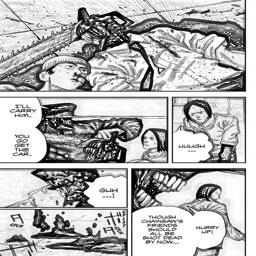 I'LL
CARRY
HIM.
YOU
GO
GET
THE
CAR.
UUUGH
...
GUH
...!
THOUGH
CHAINSAW'S
FRIENDS
SHOULD
ALL BE
SHOT DEAD
BY NOW...
HURRY
UP!